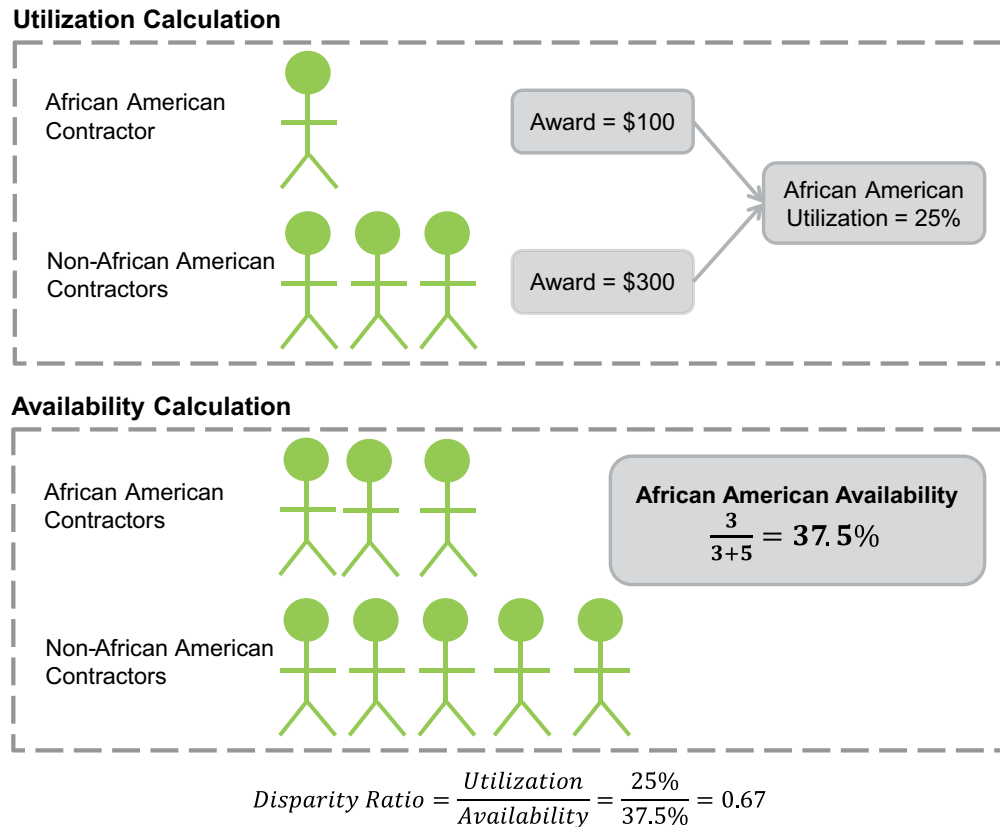 Utilization Calculation
African American
Contractor
Award = $100
African American
Utilization = 25%
Non-African American
Contractors
Award = $300
Availability Calculation
African American
Contractors
African American Availability
3/(3+5) = 37.5%
Non-African American
Contractors
Disparity Ratio = Utilization/Availability = 25%/37.5% = 0.67